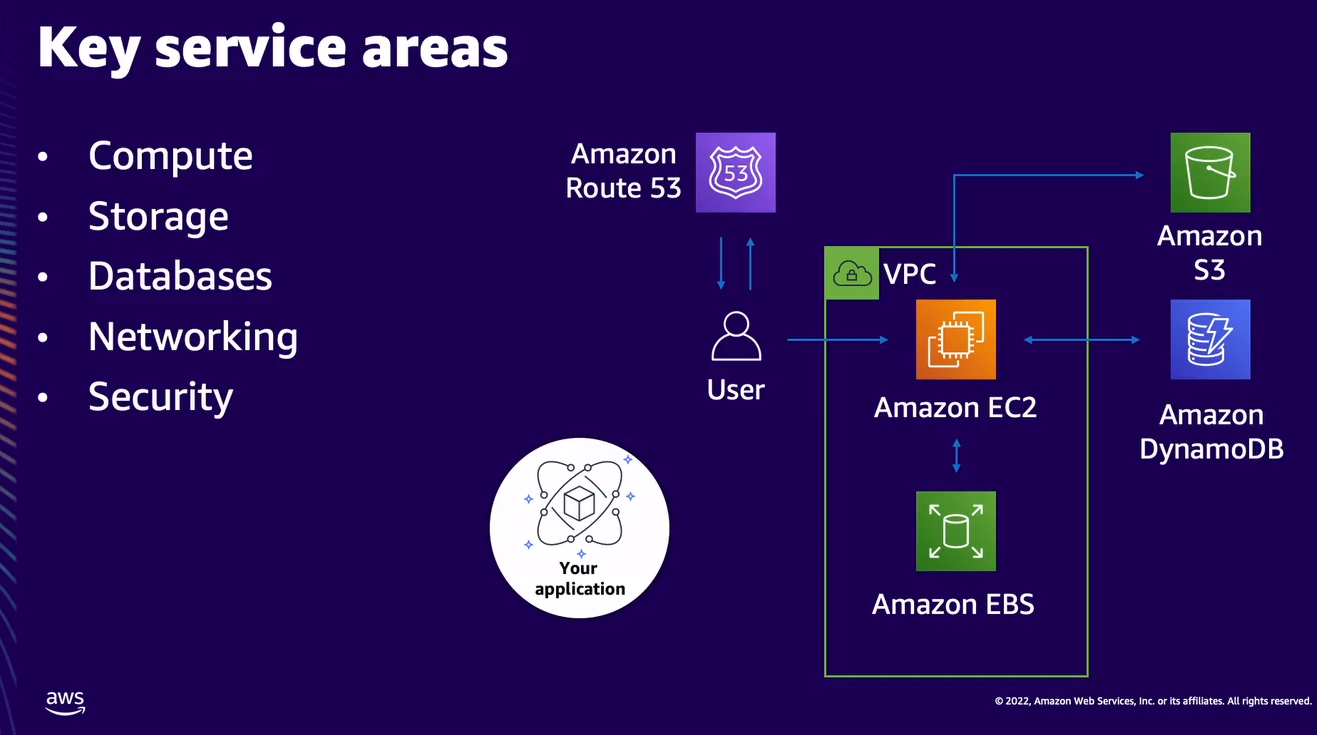 Key service areas
• Compute
• Storage
• Databases
• Networking
• Security
Amazon
Route 53
53
User
VPC
Amazon EC2
Amazon EBS
Amazon
S3
Amazon
DynamoDB
Your
application
aws
© 2022, Amazon Web Services, Inc. or its affiliates. All rights reserved.